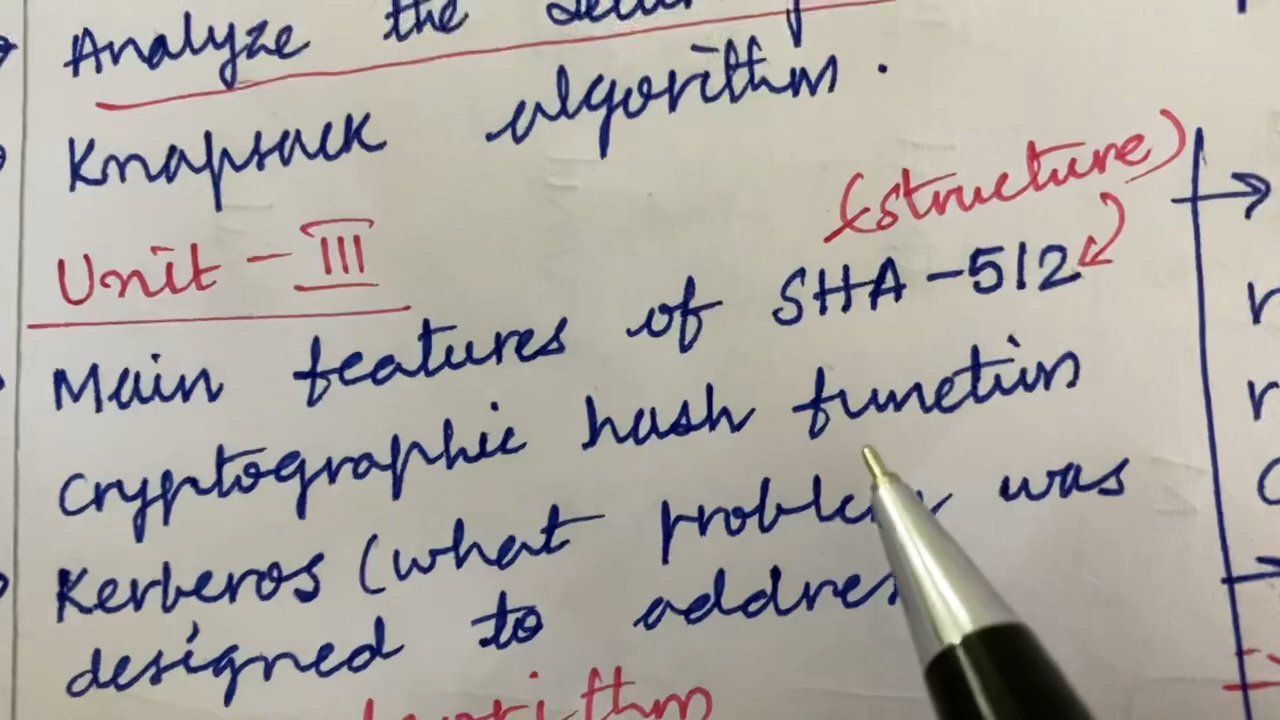 Analyze the
Knapsack algorithm.
(structure)
Unit - III
Main features of SHA-512
Cryptographic hash function
Kerberos (what problem was
designed to address